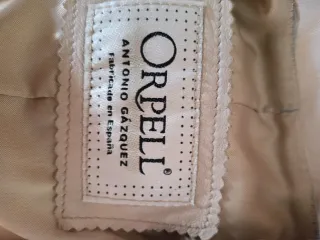 ORPELL®
ANTONIO GÁZQUEZ
Fabricado en España